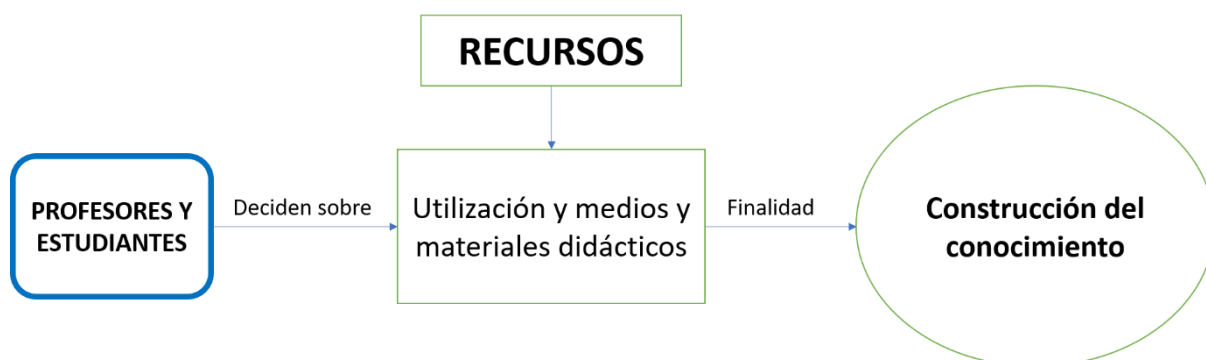 RECURSOS
PROFESORES Y
ESTUDIANTES
Deciden sobre
Utilización y medios y
materiales didácticos
Finalidad
Construcción del
conocimiento